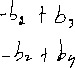 -b₂ + b₃
-b₂ + b₄